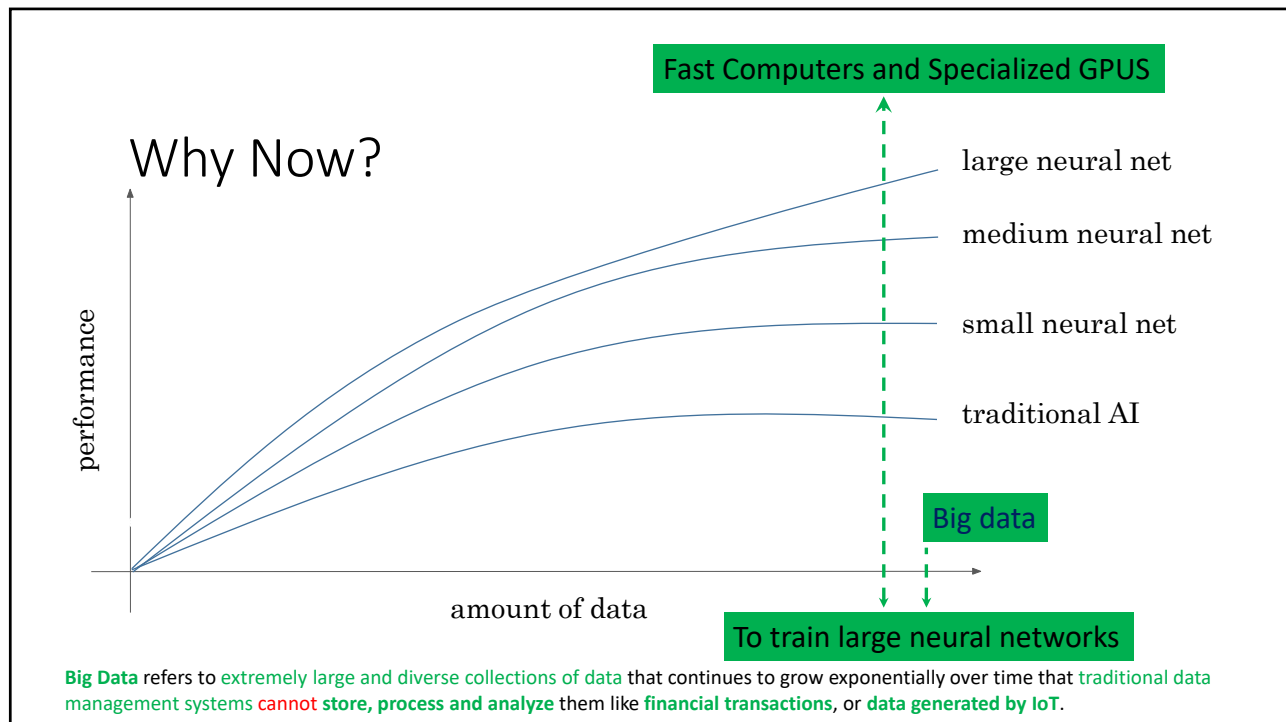 Fast Computers and Specialized GPUS
Why Now?
large neural net
medium neural net
small neural net
traditional AI
performance
Big data
amount of data
To train large neural networks
Big Data refers to extremely large and diverse collections of data that continues to grow exponentially over time that traditional data
management systems cannot store, process and analyze them like financial transactions, or data generated by IoT.